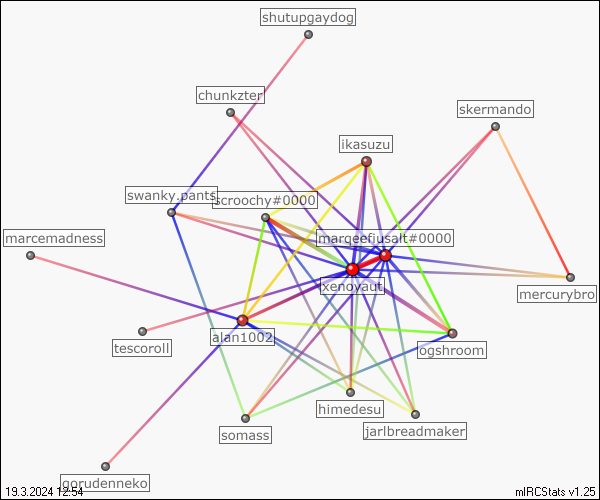 shutupgaydog
chunkzter
skermando
ikasuzu
swanky.pants
scroochy#0000
marqeefiusalt#0000
marcemadness
xenoyaut
mercurybro
alan1002
tescoroll
ogshroom
himedesu
jarlbreadmaker
somass
gorudenneko
19.3.2024 12:54
mIRCStats v1.25